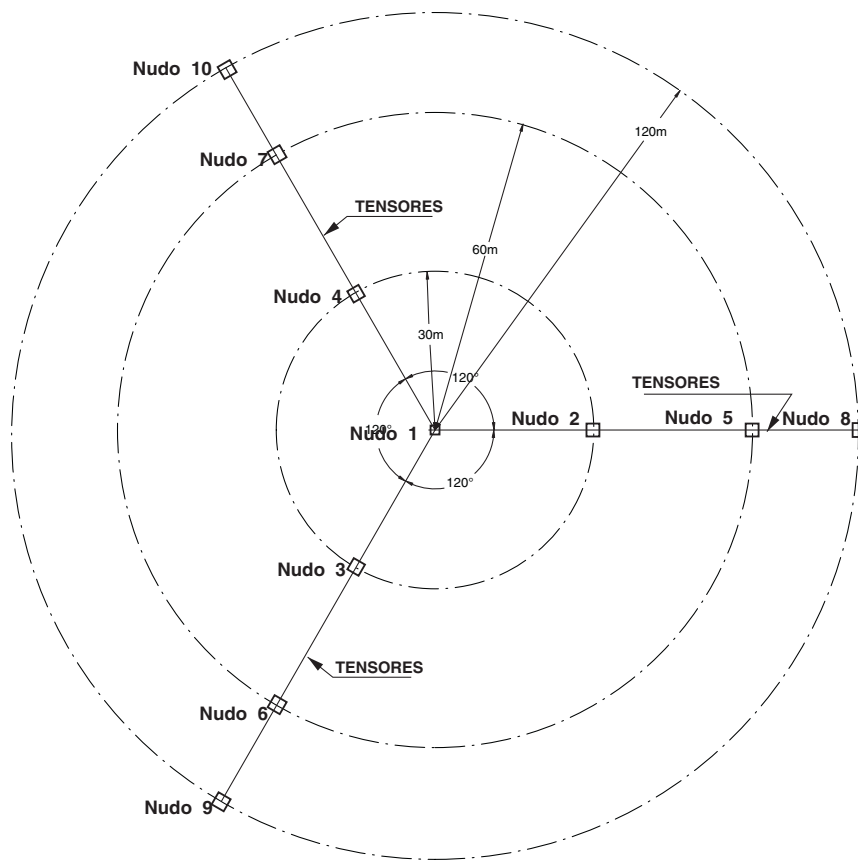 Nudo 10
120m
Nudo 7
TENSORES
60m
Nudo 4
30m
120°
TENSORES
Nudo 2
Nudo 5
Nudo 8
120°
Nudo 1
120°
Nudo 3
TENSORES
Nudo 6
Nudo 9